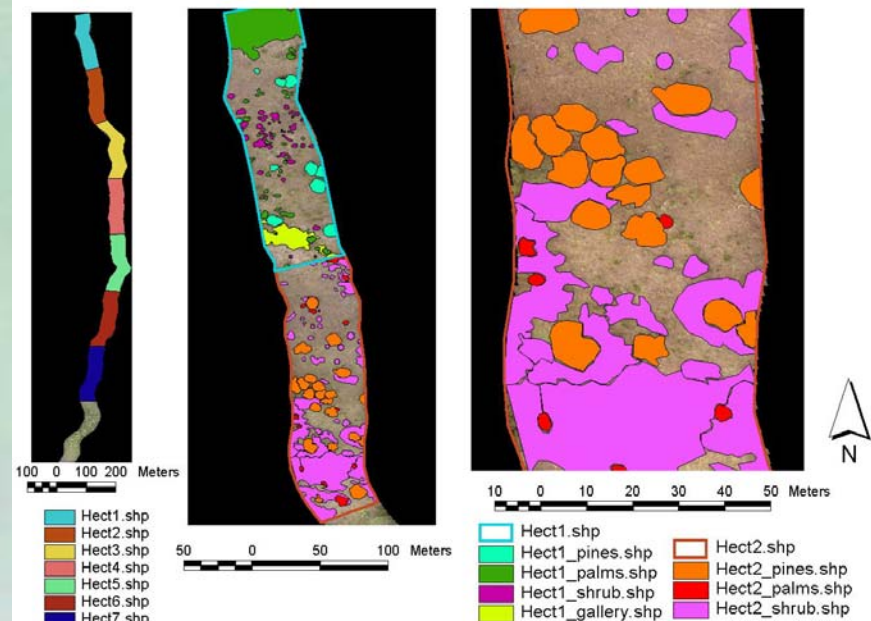 100 0 100 200 Meters
Hect1.shp
Hect2.shp
Hect3.shp
Hect4.shp
Hect5.shp
Hect6.shp
Hect7.shp
50 0 50 100 Meters
10 0 10 20 30 40 50 Meters
N
Hect1.shp
Hect1_pines.shp
Hect1_palms.shp
Hect1_shrub.shp
Hect1_gallery.shp
Hect2.shp
Hect2_pines.shp
Hect2_palms.shp
Hect2_shrub.shp